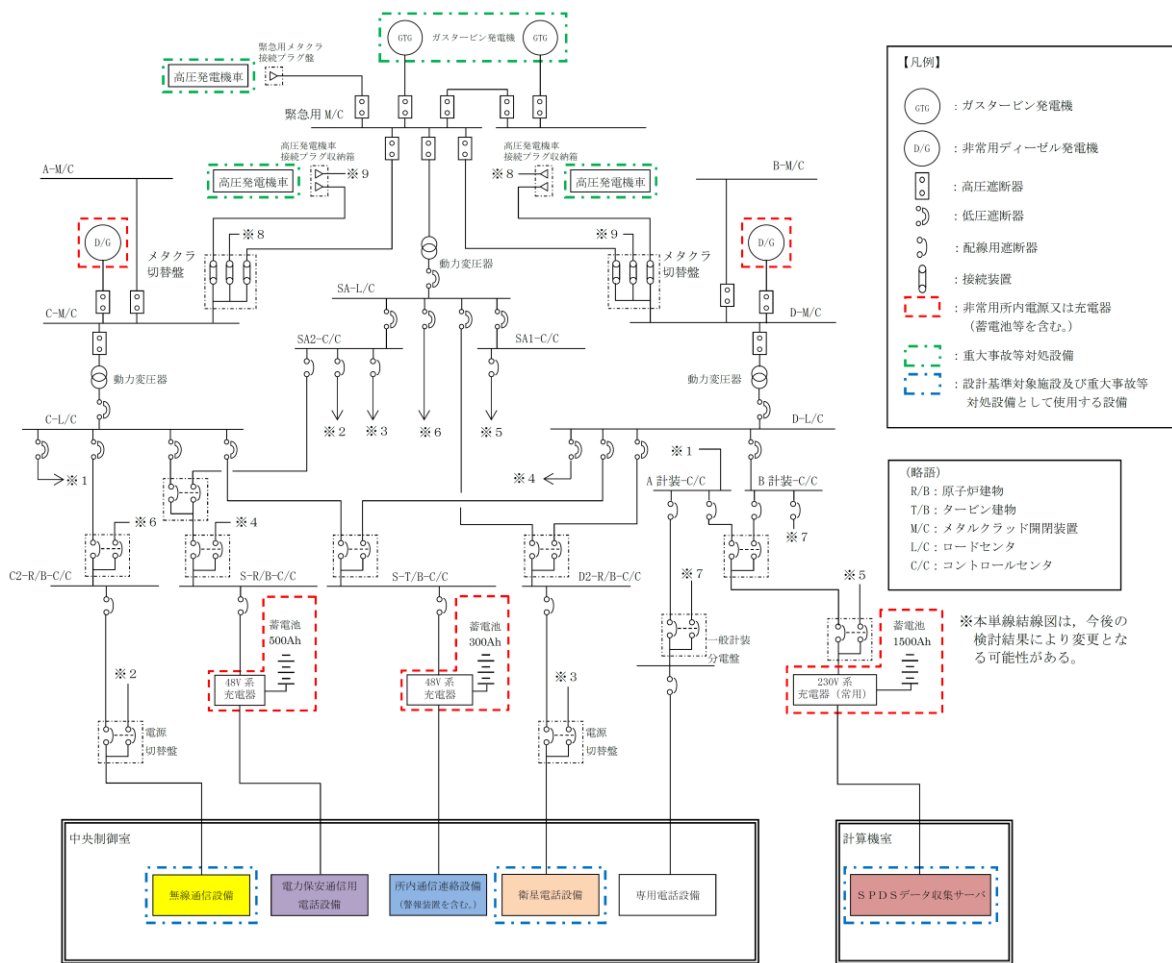 緊急用メタクラ
接続プラグ盤
高圧発電機車
GTG
ガスタービン発電機
GTG
緊急用 M/C
A-M/C
高圧発電機車
接続プラグ収納箱
高圧発電機車
※9
高圧発電機車
接続プラグ収納箱
※8
高圧発電機車
B-M/C
D/G
メタクラ
切替盤
※8
動力変圧器
※9
メタクラ
切替盤
D/G
C-M/C
SA-L/C
D-M/C
SA2-C/C
SA1-C/C
動力変圧器
動力変圧器
C-L/C
D-L/C
※2
※3
※6
※5
※1
※4
※1
A 計装-C/C
B 計装-C/C
※7
※6
※4
C2-R/B-C/C
S-R/B-C/C
S-T/B-C/C
D2-R/B-C/C
※7
※5
蓄電池
500Ah
蓄電池
300Ah
一般計装
分電盤
蓄電池
1500Ah
48V 系
充電器
48V 系
充電器
230V 系
充電器（常用）
※2
※3
電源
切替盤
電源
切替盤
中央制御室
無線通信設備
電力保安通信用
電話設備
所内通信連絡設備
（警報装置を含む。）
衛星電話設備
専用電話設備
計算機室
ＳＰＤＳデータ収集サーバ
【凡例】
GTG
：ガスタービン発電機
D/G
：非常用ディーゼル発電機
：高圧遮断器
：低圧遮断器
：配線用遮断器
：接続装置
：非常用所内電源又は充電器
（蓄電池等を含む。）
：重大事故等対処設備
：設計基準対象施設及び重大事故等
対処設備として使用する設備
（略語）
R/B：原子炉建物
T/B：タービン建物
M/C：メタルクラッド開閉装置
L/C：ロードセンタ
C/C：コントロールセンタ
※本単線結線図は，今後の
検討結果により変更とな
る可能性がある。